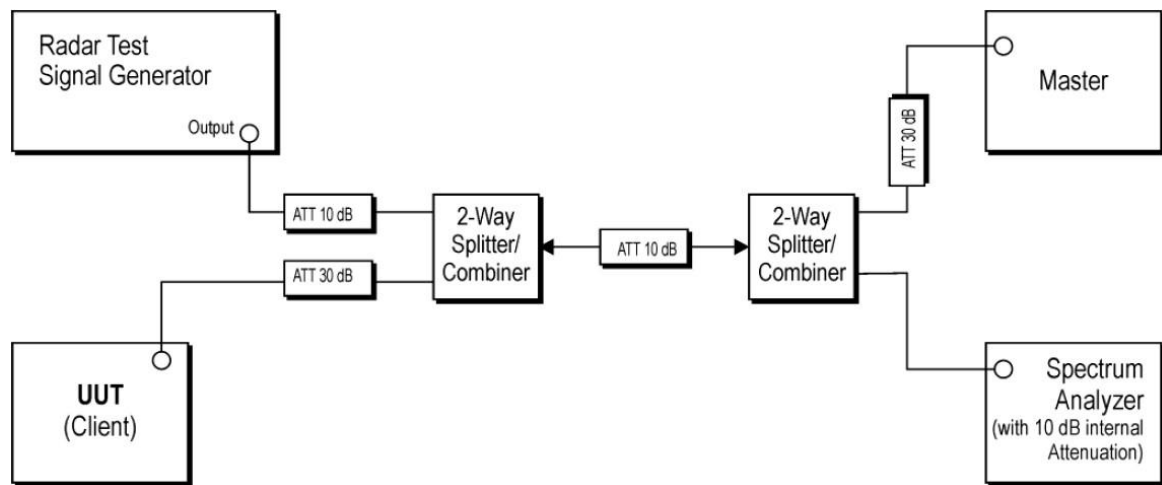 Radar Test
Signal Generator
Output
ATT 10 dB
ATT 30 dB
UUT
(Client)
2-Way
Splitter/
Combiner
ATT 10 dB
2-Way
Splitter/
Combiner
ATT 30 dB
Master
Spectrum
Analyzer
(with 10 dB internal
Attenuation)